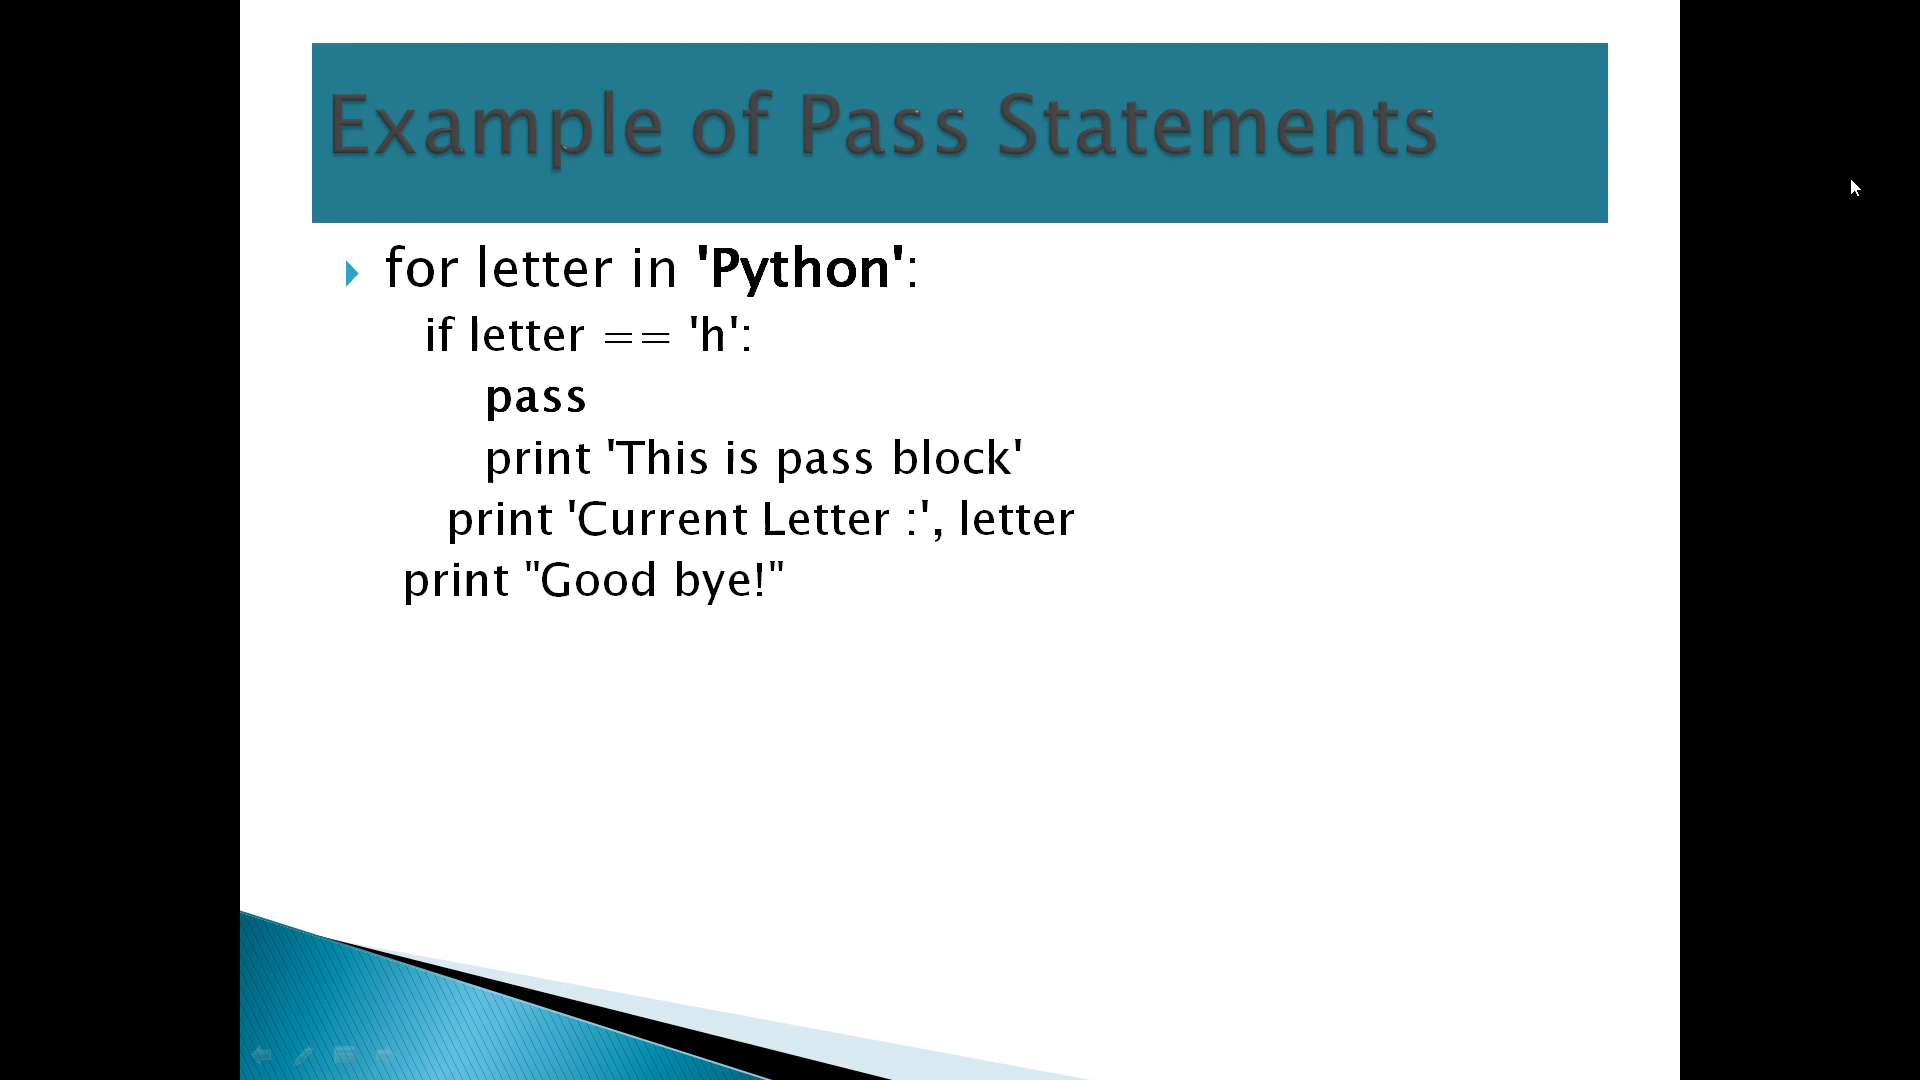 Example of Pass Statements
for letter in 'Python':
if letter == 'h':
pass
print 'This is pass block'
print 'Current Letter :', letter
print "Good bye!"